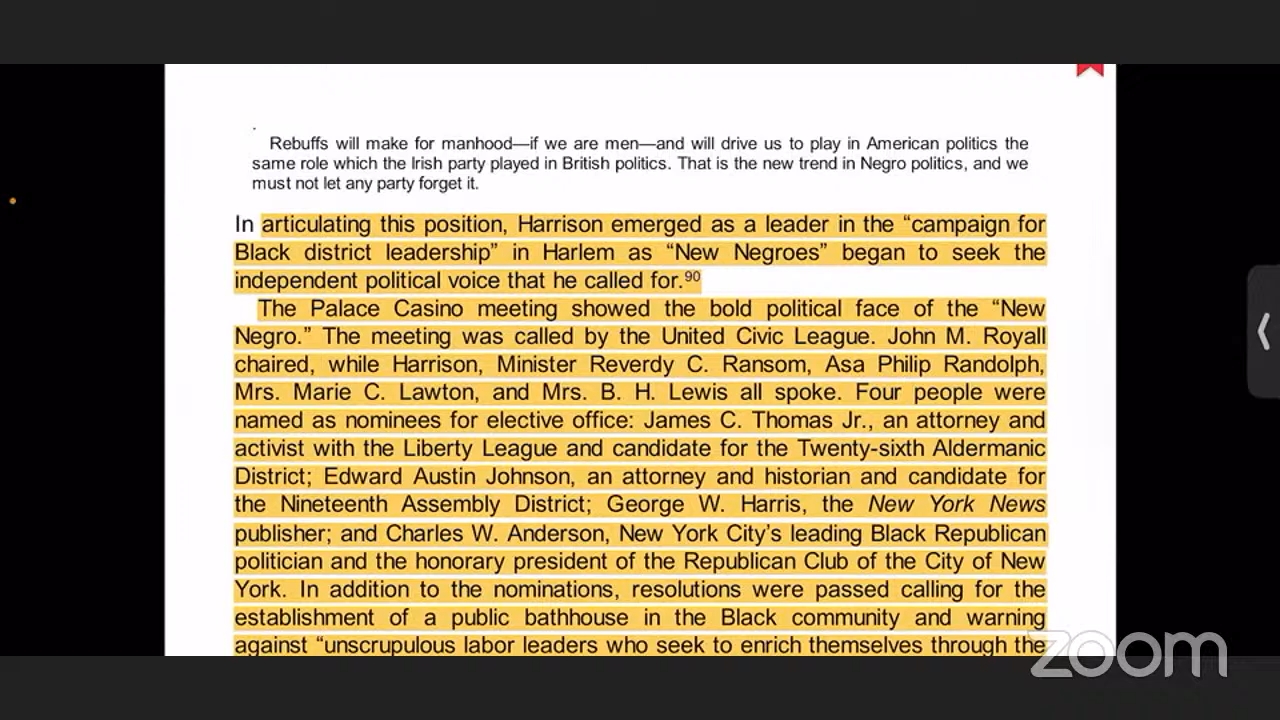 Rebuffs will make for manhood—if we are men—and will drive us to play in American politics the
same role which the Irish party played in British politics. That is the new trend in Negro politics, and we
must not let any party forget it.
In articulating this position, Harrison emerged as a leader in the “campaign for
Black district leadership” in Harlem as “New Negroes” began to seek the
independent political voice that he called for.90
The Palace Casino meeting showed the bold political face of the “New
Negro.” The meeting was called by the United Civic League. John M. Royall
chaired, while Harrison, Minister Reverdy C. Ransom, Asa Philip Randolph,
Mrs. Marie C. Lawton, and Mrs. B. H. Lewis all spoke. Four people were
named as nominees for elective office: James C. Thomas Jr., an attorney and
activist with the Liberty League and candidate for the Twenty-sixth Aldermanic
District; Edward Austin Johnson, an attorney and historian and candidate for
the Nineteenth Assembly District; George W. Harris, the New York News
publisher; and Charles W. Anderson, New York City’s leading Black Republican
politician and the honorary president of the Republican Club of the City of New
York. In addition to the nominations, resolutions were passed calling for the
establishment of a public bathhouse in the Black community and warning
against “unscrupulous labor leaders who seek to enrich themselves through the
zoom